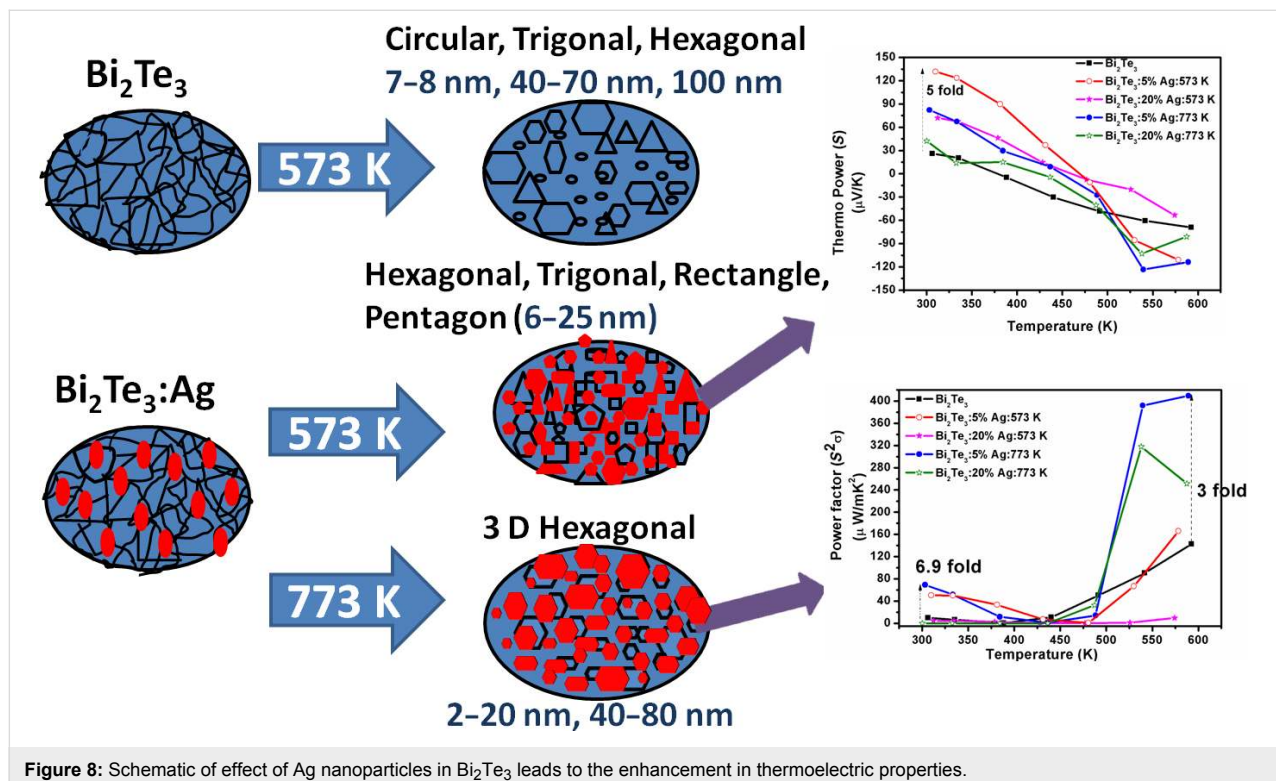 Bi₂Te₃
573 K
Circular, Trigonal, Hexagonal
7–8 nm, 40–70 nm, 100 nm
Bi₂Te₃:Ag
573 K
Hexagonal, Trigonal, Rectangle,
Pentagon (6–25 nm)
773 K
3 D Hexagonal
2–20 nm, 40–80 nm
Thermo Power (S)
(µV/K)
150
120
90
60
30
0
-30
-60
-90
-120
-150
5 fold
Bi₂Te₃
Bi₂Te₃:5% Ag:573 K
Bi₂Te₃:20% Ag:573 K
Bi₂Te₃:5% Ag:773 K
Bi₂Te₃:20% Ag:773 K
300 350 400 450 500 550 600
Temperature (K)
Power factor (S²σ)
(µ W/mK²)
400
360
320
280
240
200
160
120
80
40
0
Bi₂Te₃
Bi₂Te₃:5% Ag:573 K
Bi₂Te₃:20% Ag:573 K
Bi₂Te₃:5% Ag:773 K
Bi₂Te₃:20% Ag:773 K
3 fold
6.9 fold
300 350 400 450 500 550 600
Temperature (K)
Figure 8: Schematic of effect of Ag nanoparticles in Bi₂Te₃ leads to the enhancement in thermoelectric properties.